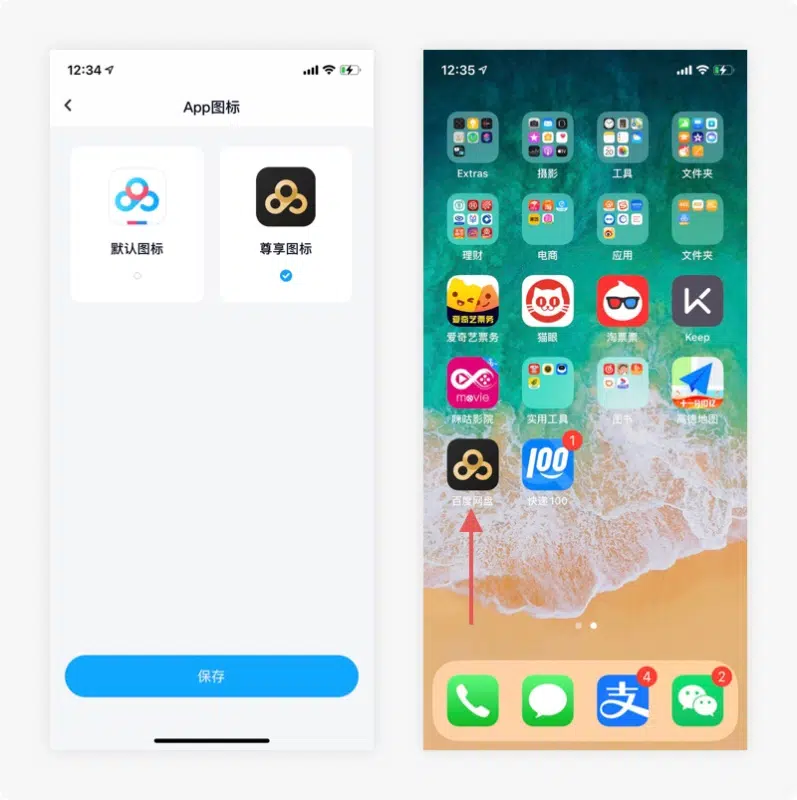 12:34
App图标
默认图标
尊享图标
保存
12:35
Extras
摄影
工具
文件夹
理财
电商
应用
文件夹
爱奇艺票务
爱奇艺票务
猫眼
淘票票
Keep
movie
咪咕影院
实用工具
图书
高德地图
100
1
百度网盘
快递100
支
4
2